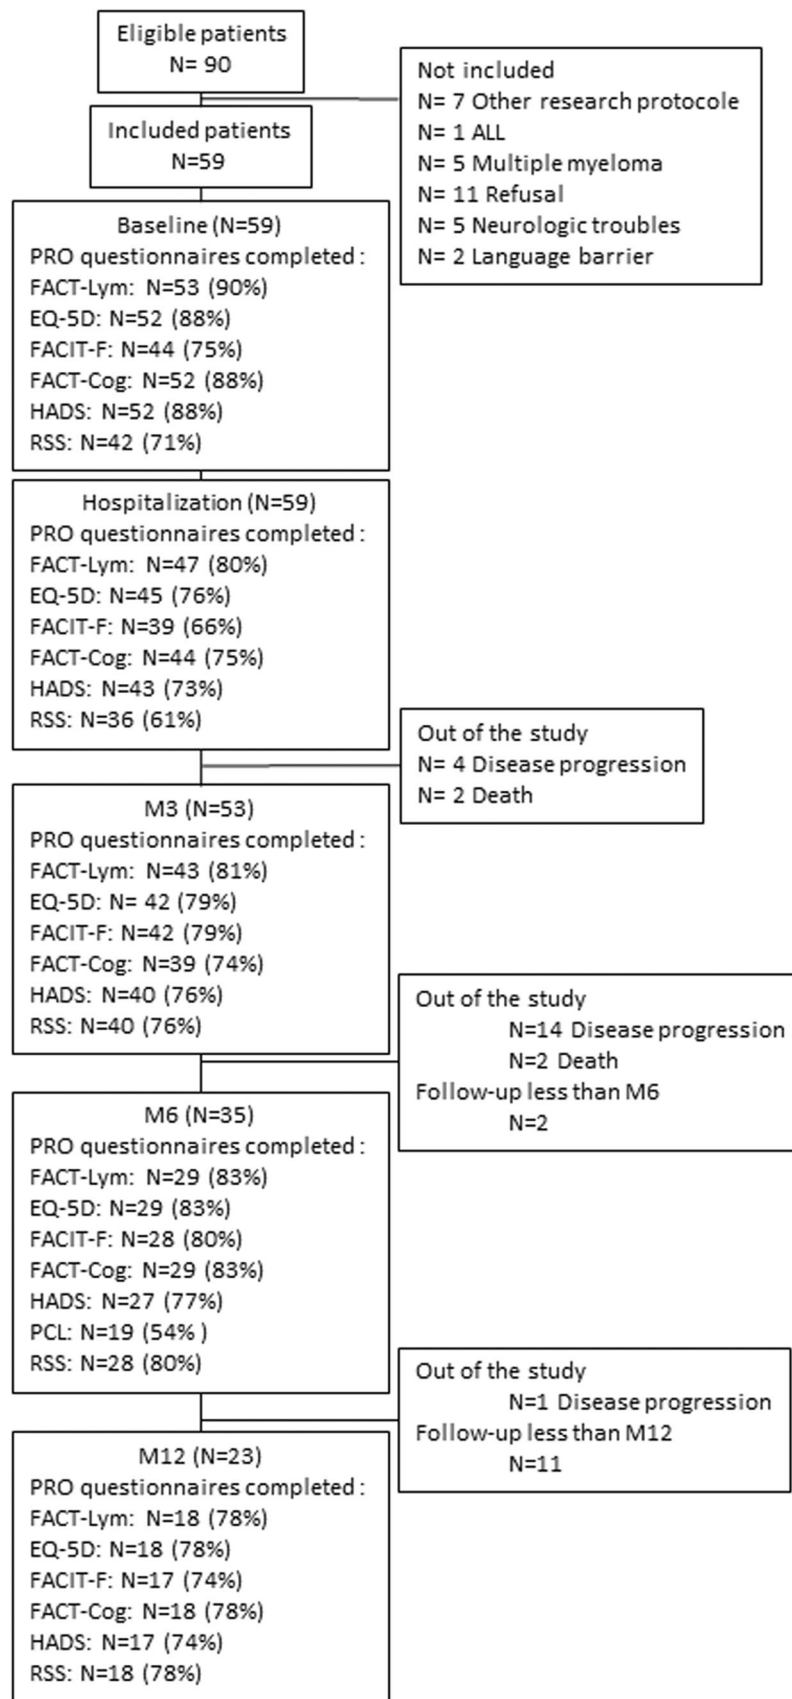 Eligible patients
N= 90
Not included
N= 7 Other research protocole
N= 1 ALL
N= 5 Multiple myeloma
N= 11 Refusal
N= 5 Neurologic troubles
N= 2 Language barrier
Included patients
N=59
Baseline (N=59)
PRO questionnaires completed :
FACT-Lym: N=53 (90%)
EQ-5D: N=52 (88%)
FACIT-F: N=44 (75%)
FACT-Cog: N=52 (88%)
HADS: N=52 (88%)
RSS: N=42 (71%)
Hospitalization (N=59)
PRO questionnaires completed :
FACT-Lym: N=47 (80%)
EQ-5D: N=45 (76%)
FACIT-F: N=39 (66%)
FACT-Cog: N=44 (75%)
HADS: N=43 (73%)
RSS: N=36 (61%)
Out of the study
N= 4 Disease progression
N= 2 Death
M3 (N=53)
PRO questionnaires completed :
FACT-Lym: N=43 (81%)
EQ-5D: N= 42 (79%)
FACIT-F: N=42 (79%)
FACT-Cog: N=39 (74%)
HADS: N=40 (76%)
RSS: N=40 (76%)
Out of the study
N=14 Disease progression
N=2 Death
Follow-up less than M6
N=2
M6 (N=35)
PRO questionnaires completed :
FACT-Lym: N=29 (83%)
EQ-5D: N=29 (83%)
FACIT-F: N=28 (80%)
FACT-Cog: N=29 (83%)
HADS: N=27 (77%)
PCL: N=19 (54% )
RSS: N=28 (80%)
Out of the study
N=1 Disease progression
Follow-up less than M12
N=11
M12 (N=23)
PRO questionnaires completed :
FACT-Lym: N=18 (78%)
EQ-5D: N=18 (78%)
FACIT-F: N=17 (74%)
FACT-Cog: N=18 (78%)
HADS: N=17 (74%)
RSS: N=18 (78%)